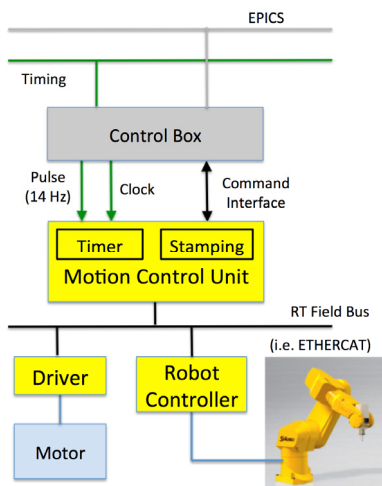 EPICS
Timing
Control Box
Pulse
(14 Hz)
Clock
Command
Interface
Timer
Stamping
Motion Control Unit
RT Field Bus
(i.e. ETHERCAT)
Driver
Robot
Controller
Motor